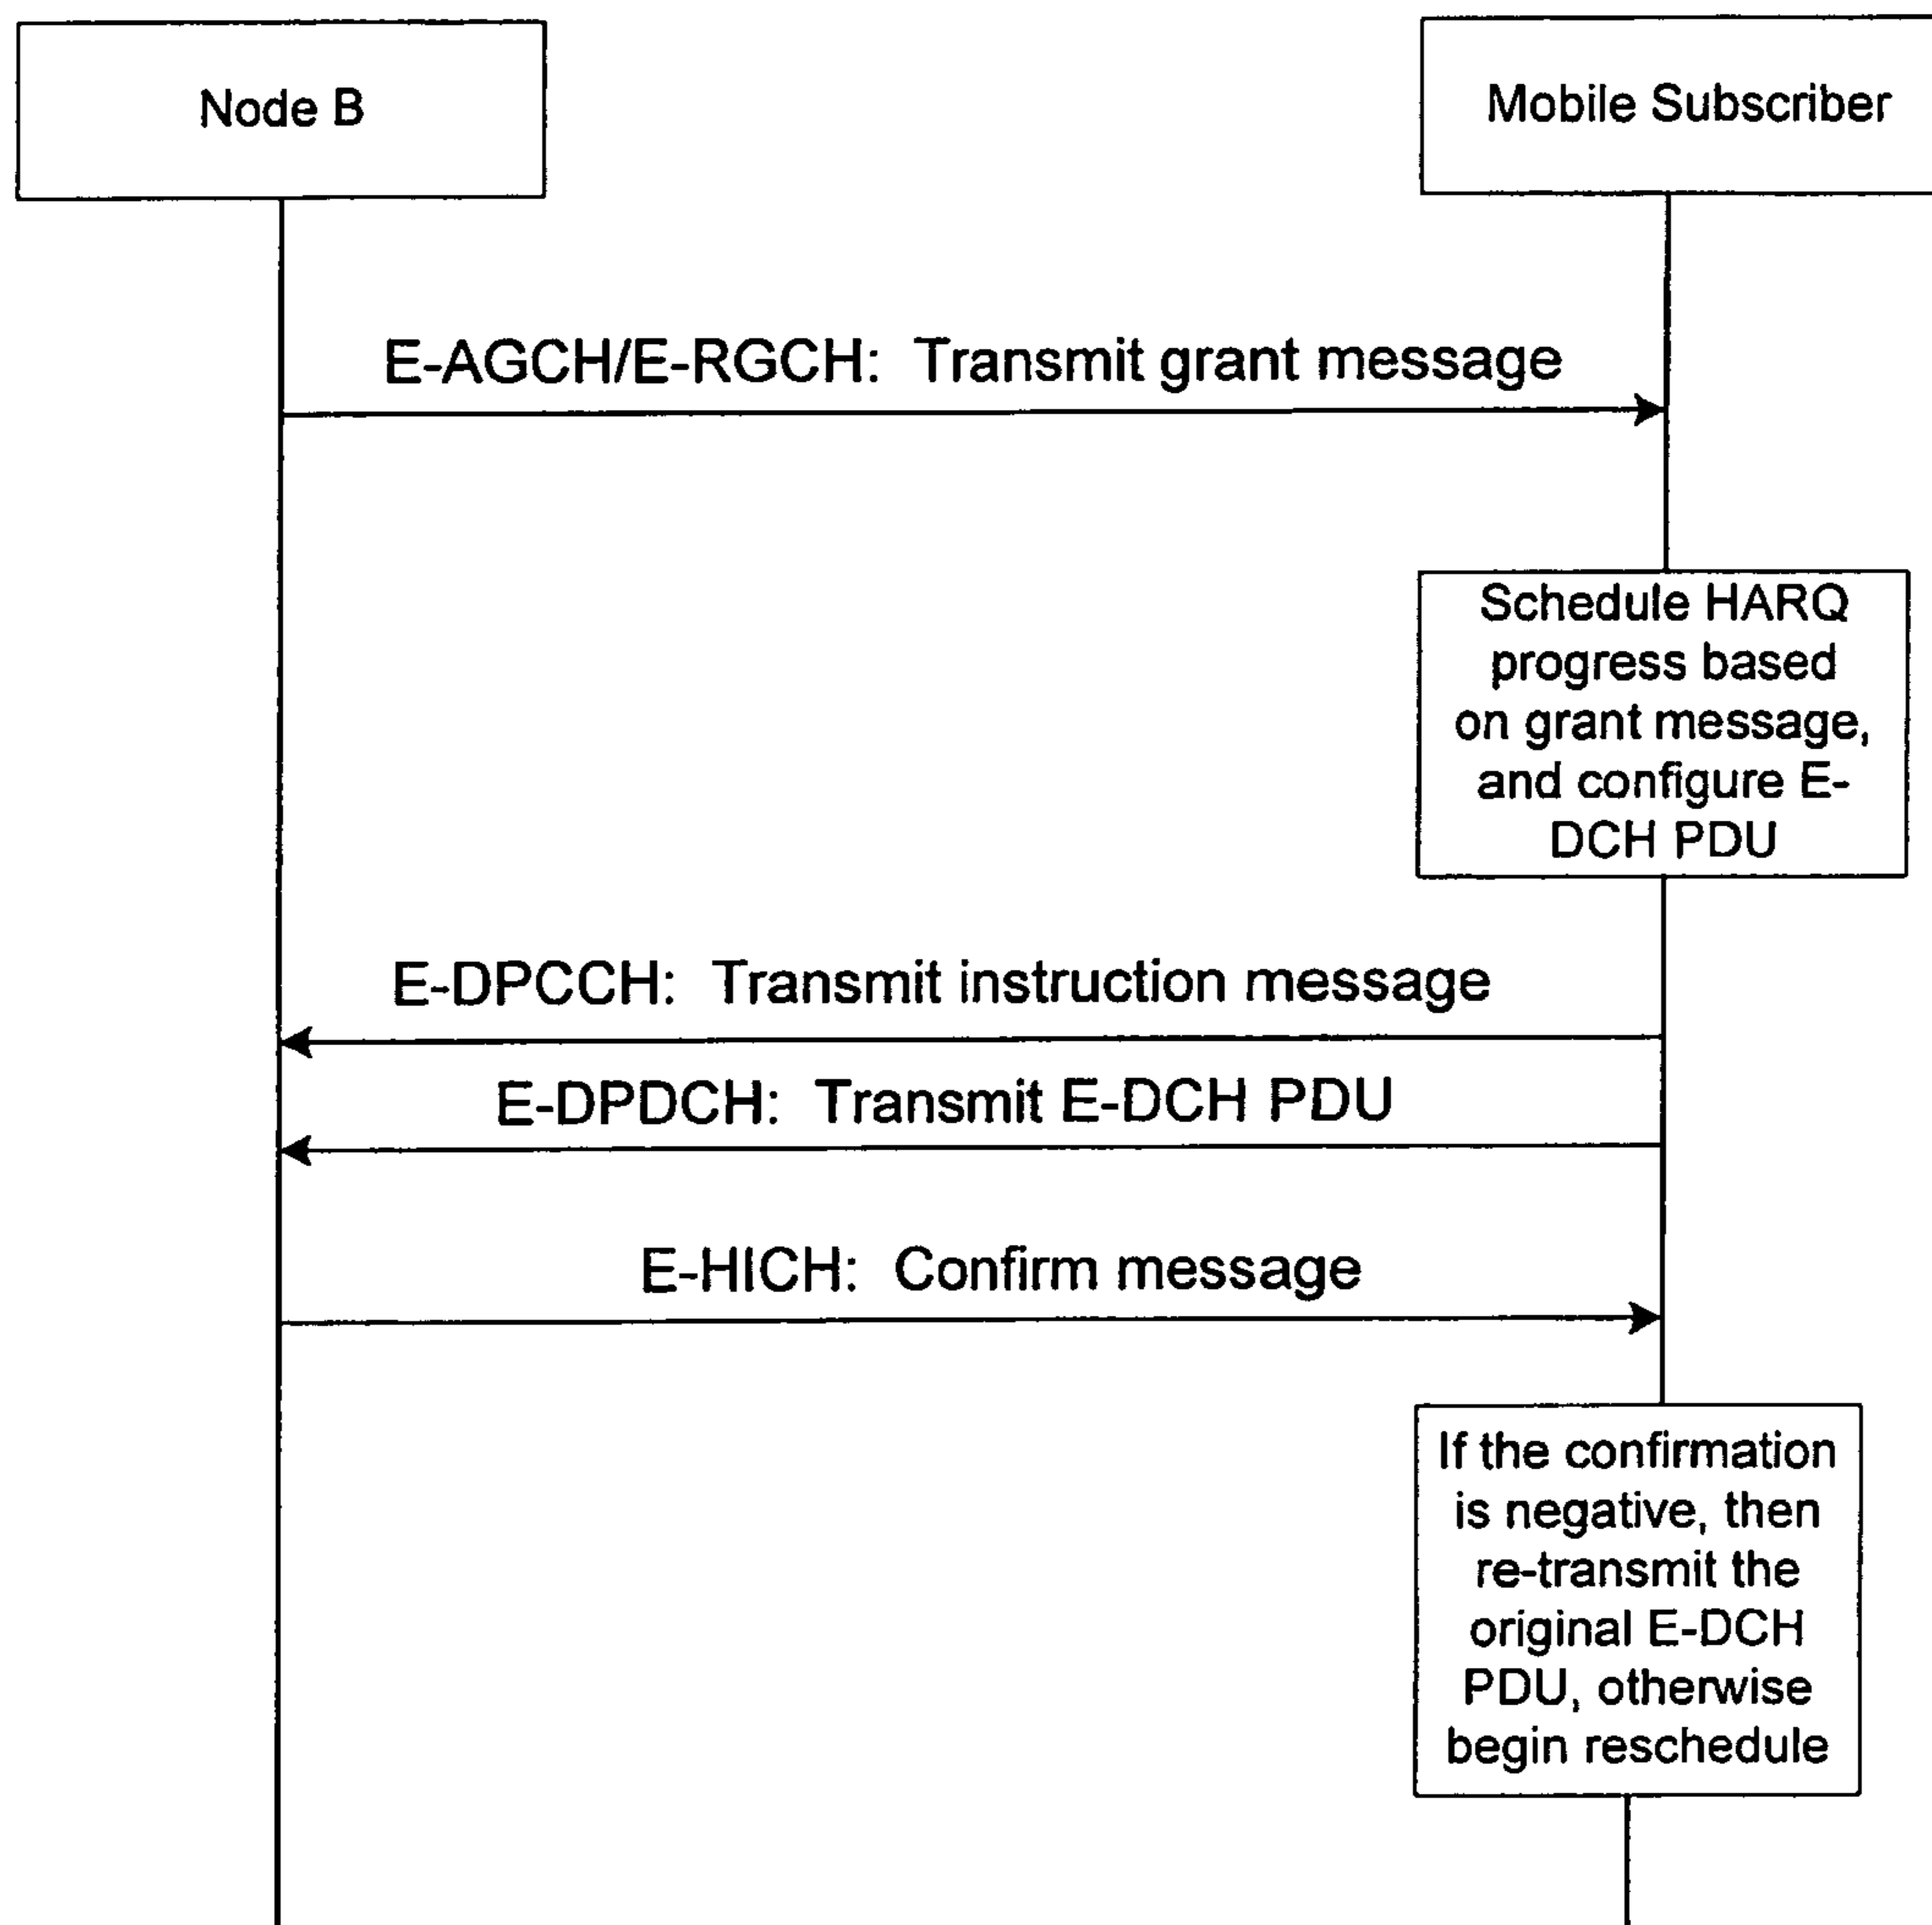 Node B
Mobile Subscriber
E-AGCH/E-RGCH: Transmit grant message
Schedule HARQ
progress based
on grant message,
and configure E-
DCH PDU
E-DPCCH: Transmit instruction message
E-DPDCH: Transmit E-DCH PDU
E-HICH: Confirm message
If the confirmation
is negative, then
re-transmit the
original E-DCH
PDU, otherwise
begin reschedule